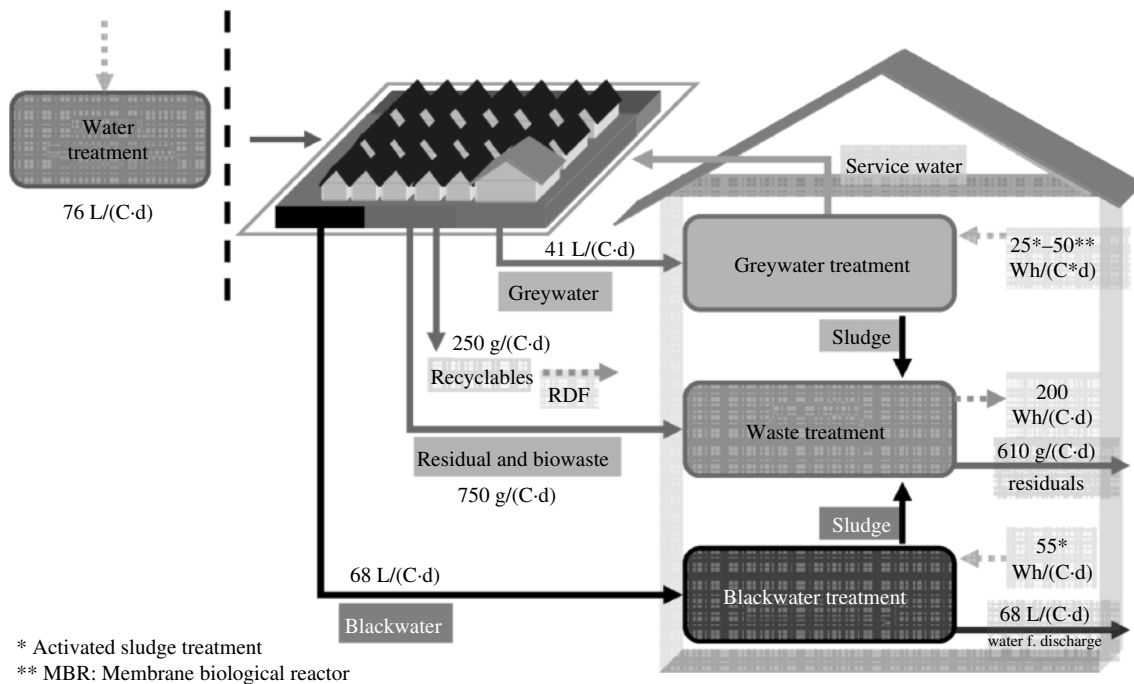 Water
treatment
76 L/(C·d)
Service water
41 L/(C·d)
Greywater
Greywater treatment
25*–50**
Wh/(C*d)
Sludge
250 g/(C·d)
Recyclables
RDF
200
Wh/(C·d)
Waste treatment
Residual and biowaste
750 g/(C·d)
610 g/(C·d)
residuals
Sludge
55*
Wh/(C·d)
68 L/(C·d)
Blackwater
Blackwater treatment
68 L/(C·d)
water f. discharge
* Activated sludge treatment
** MBR: Membrane biological reactor